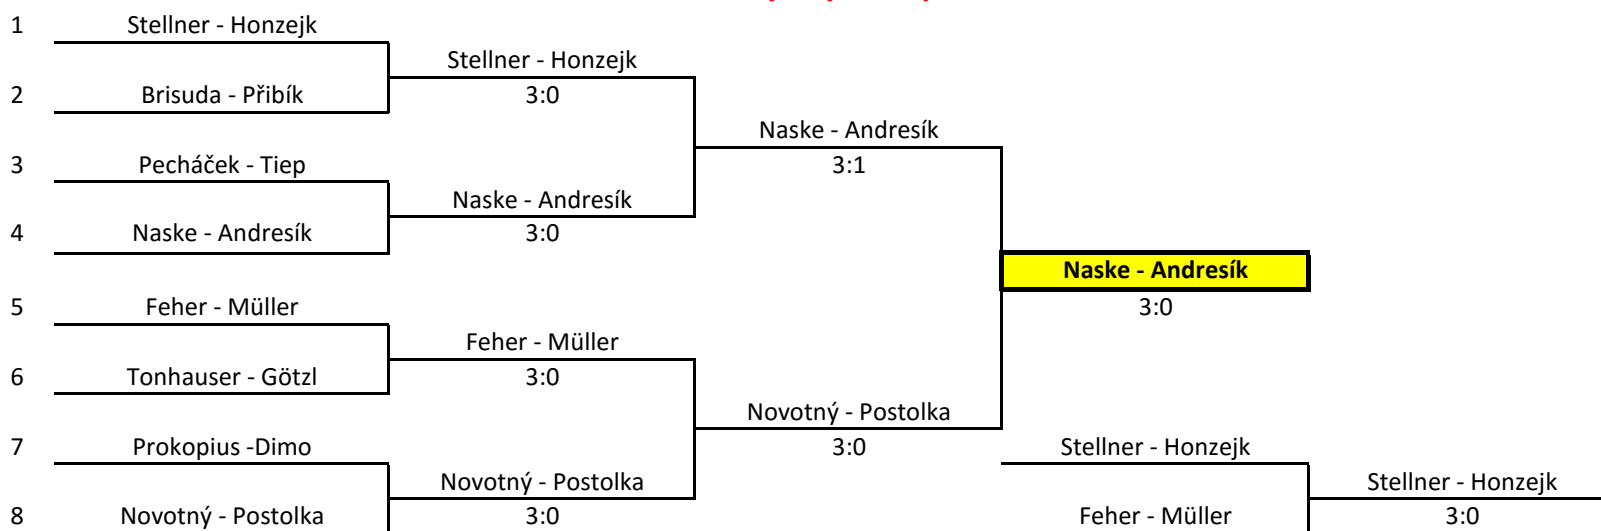 1 Stellner - Honzejk
Stellner - Honzejk
2 Brisuda - Přibík 3:0
Naske - Andresík
3 Pecháček - Tiep 3:1
Naske - Andresík
4 Naske - Andresík 3:0
Naske - Andresík
5 Feher - Müller 3:0
Feher - Müller
6 Tonhauser - Götzl 3:0
Novotný - Postolka
7 Prokopius -Dimo 3:0 Stellner - Honzejk
Novotný - Postolka Stellner - Honzejk
8 Novotný - Postolka 3:0 Feher - Müller 3:0